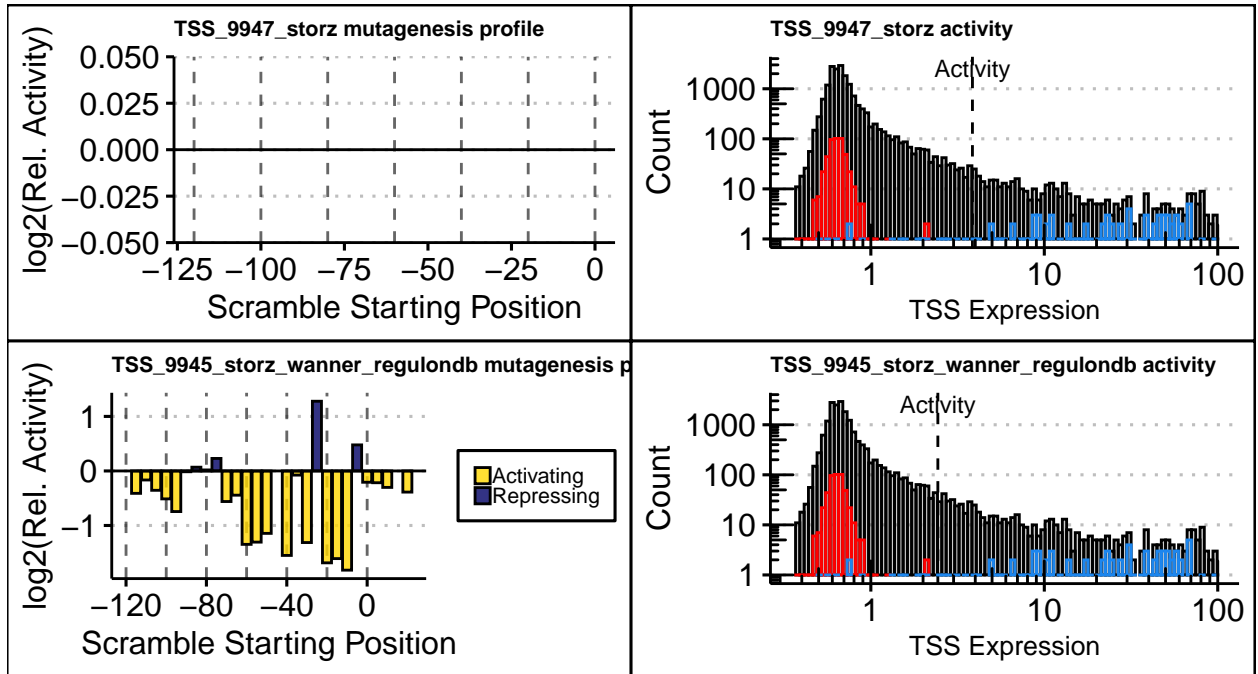 TSS_9947_storz mutagenesis profile
log2(Rel. Activity)
0.050
0.025
0.000
−0.025
−0.050
−125 −100 −75 −50 −25 0
Scramble Starting Position
TSS_9947_storz activity
Activity
Count
1000
100
10
1
1 10 100
TSS Expression
TSS_9945_storz_wanner_regulondb mutagenesis p
log2(Rel. Activity)
1
0
−1
−120 −80 −40 0
Scramble Starting Position
Activating
Repressing
TSS_9945_storz_wanner_regulondb activity
Activity
Count
1000
100
10
1
1 10 100
TSS Expression